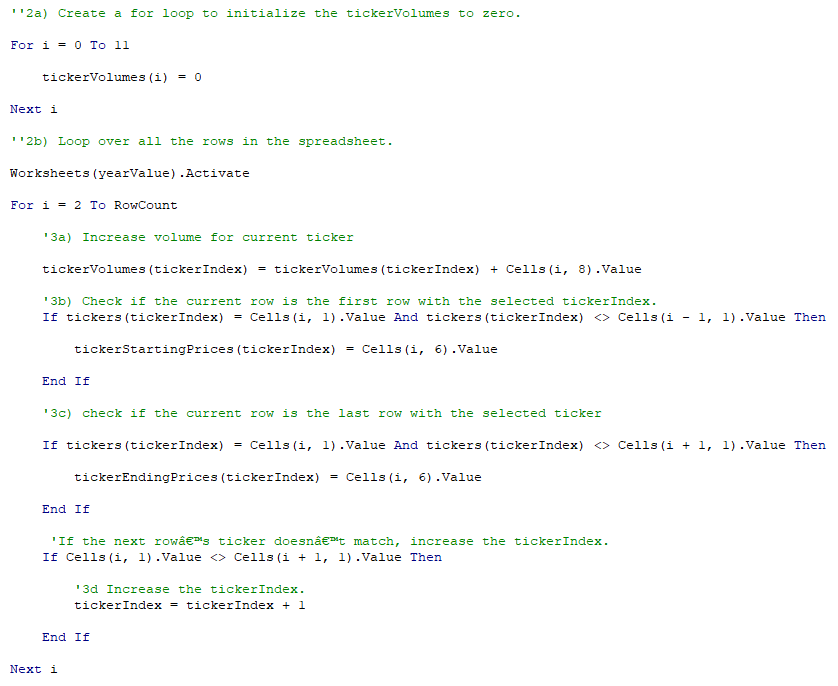 ''2a) Create a for loop to initialize the tickerVolumes to zero.
For i = 0 To 11
tickerVolumes(i) = 0
Next i
''2b) Loop over all the rows in the spreadsheet.
Worksheets(yearValue).Activate
For i = 2 To RowCount
'3a) Increase volume for current ticker
tickerVolumes(tickerIndex) = tickerVolumes(tickerIndex) + Cells(i, 8).Value
'3b) Check if the current row is the first row with the selected tickerIndex.
If tickers(tickerIndex) = Cells(i, 1).Value And tickers(tickerIndex) <> Cells(i - 1, 1).Value Then
tickerStartingPrices(tickerIndex) = Cells(i, 6).Value
End If
'3c) check if the current row is the last row with the selected ticker
If tickers(tickerIndex) = Cells(i, 1).Value And tickers(tickerIndex) <> Cells(i + 1, 1).Value Then
tickerEndingPrices(tickerIndex) = Cells(i, 6).Value
End If
'If the next rowâ€™s ticker doesnâ€™t match, increase the tickerIndex.
If Cells(i, 1).Value <> Cells(i + 1, 1).Value Then
'3d Increase the tickerIndex.
tickerIndex = tickerIndex + 1
End If
Next i